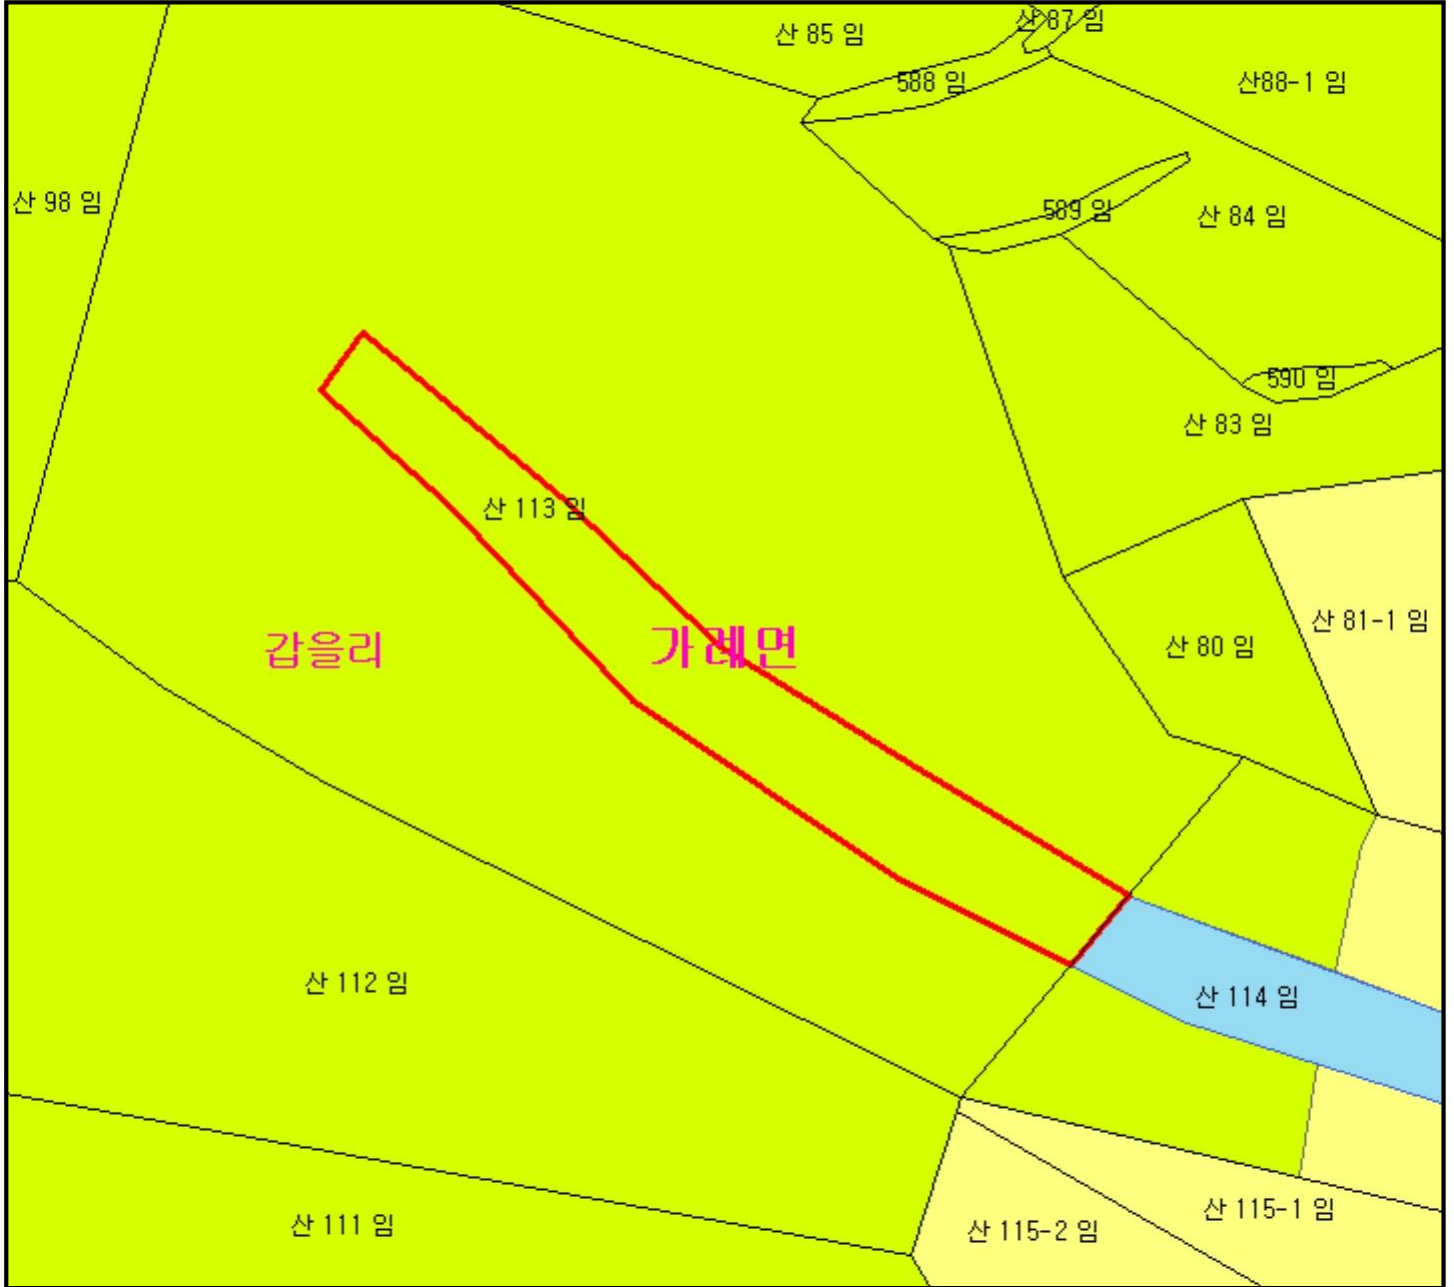 산 87 임
산 85 임
588 임
산88-1 임
산 98 임
589 임
산 84 임
590 임
산 83 임
산 113 임
산 81-1 임
갑을리
가례면
산 80 임
산 112 임
산 114 임
산 115-1 임
산 111 임
산 115-2 임